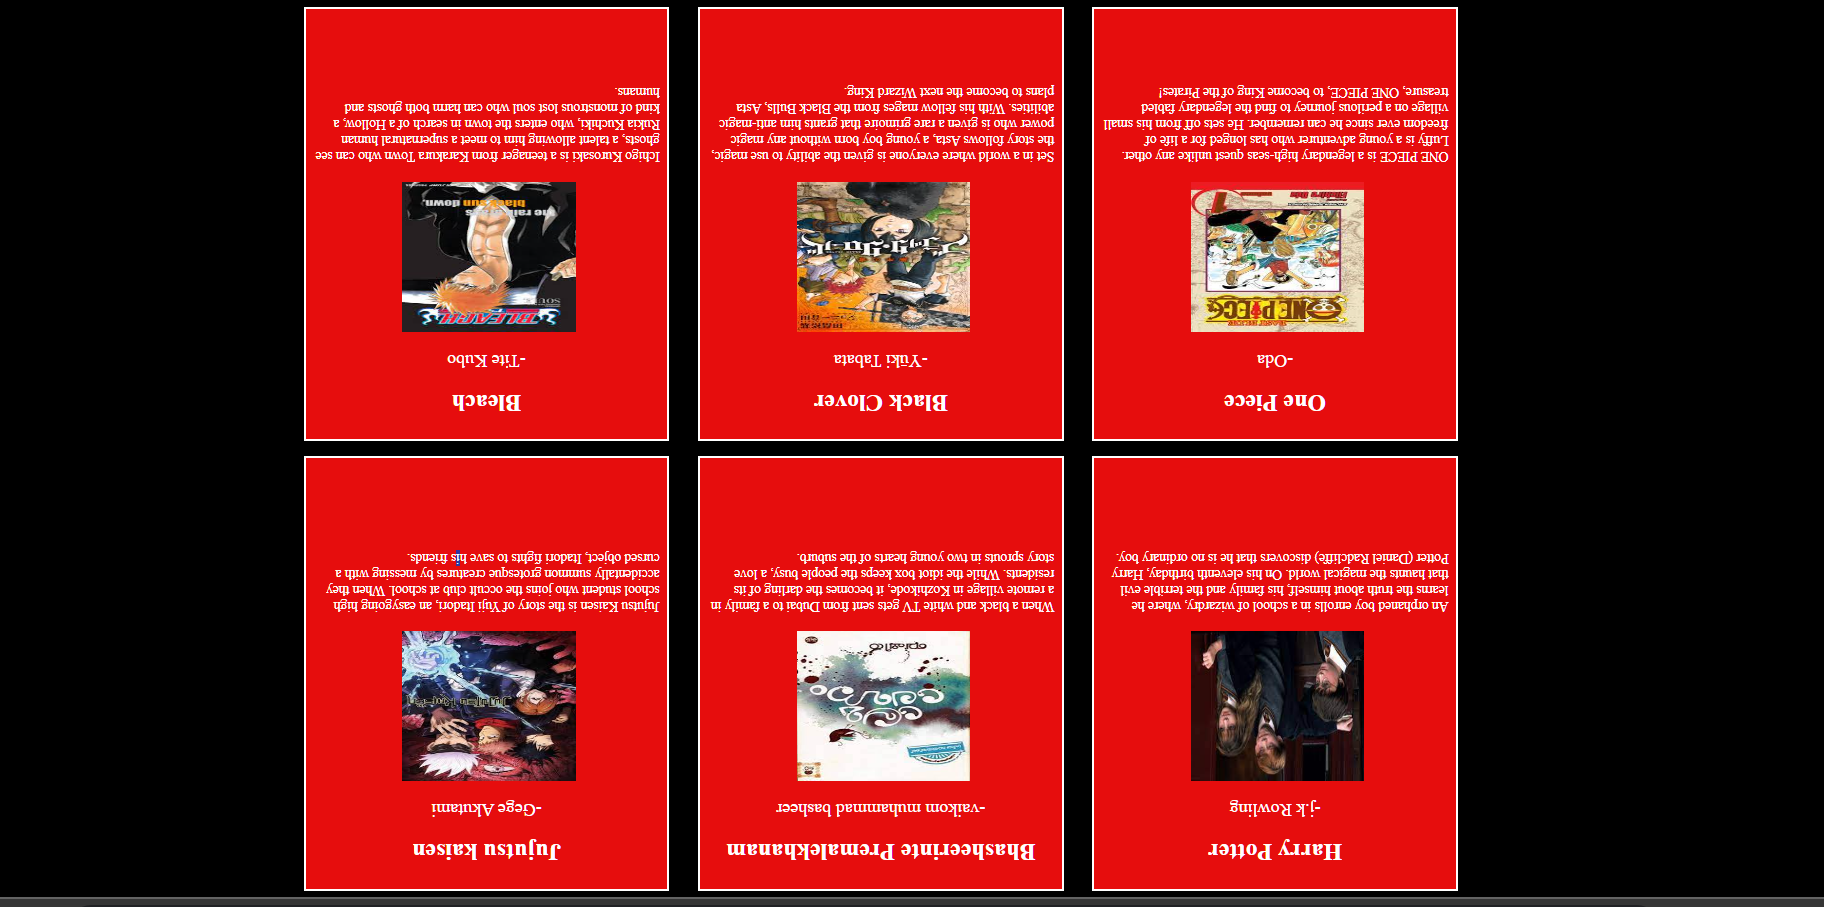 Harry Potter
-j.k Rowling
An orphaned boy enrolls in a school of wizardry, where he
learns the truth about himself, his family and the terrible evil
that haunts the magical world. On his eleventh birthday, Harry
Potter (Daniel Radcliffe) discovers that he is no ordinary boy.
Bhasheerinte Premalekhanam
-vaikom muhammad basheer
പ്രേമലേഖനം
When a black and white TV gets sent from Dubai to a family in
a remote village in Kozhikode, it becomes the darling of its
residents. While the idiot box keeps the people busy, a love
story sprouts in two young hearts of the suburb.
Jujutsu kaisen
-Gege Akutami
Jujutsu Kaisen is the story of Yuji Itadori, an easygoing high
school student who joins the occult club at school. When they
accidentally summon grotesque creatures by messing with a
cursed object, Itadori fights to save his friends.
One Piece
-Oda
ONE PIECE
ONE PIECE is a legendary high-seas quest unlike any other.
Luffy is a young adventurer who has longed for a life of
freedom ever since he can remember. He sets off from his small
village on a perilous journey to find the legendary fabled
treasure, ONE PIECE, to become King of the Pirates!
Black Clover
-Yūki Tabata
Set in a world where everyone is given the ability to use magic,
the story follows Asta, a young boy born without any magic
power who is given a rare grimoire that grants him anti-magic
abilities. With his fellow mages from the Black Bulls, Asta
plans to become the next Wizard King.
Bleach
-Tite Kubo
BLEACH
Ichigo Kurosaki is a teenager from Karakura Town who can see
ghosts, a talent allowing him to meet a supernatural human
Rukia Kuchiki, who enters the town in search of a Hollow, a
kind of monstrous lost soul who can harm both ghosts and
humans.